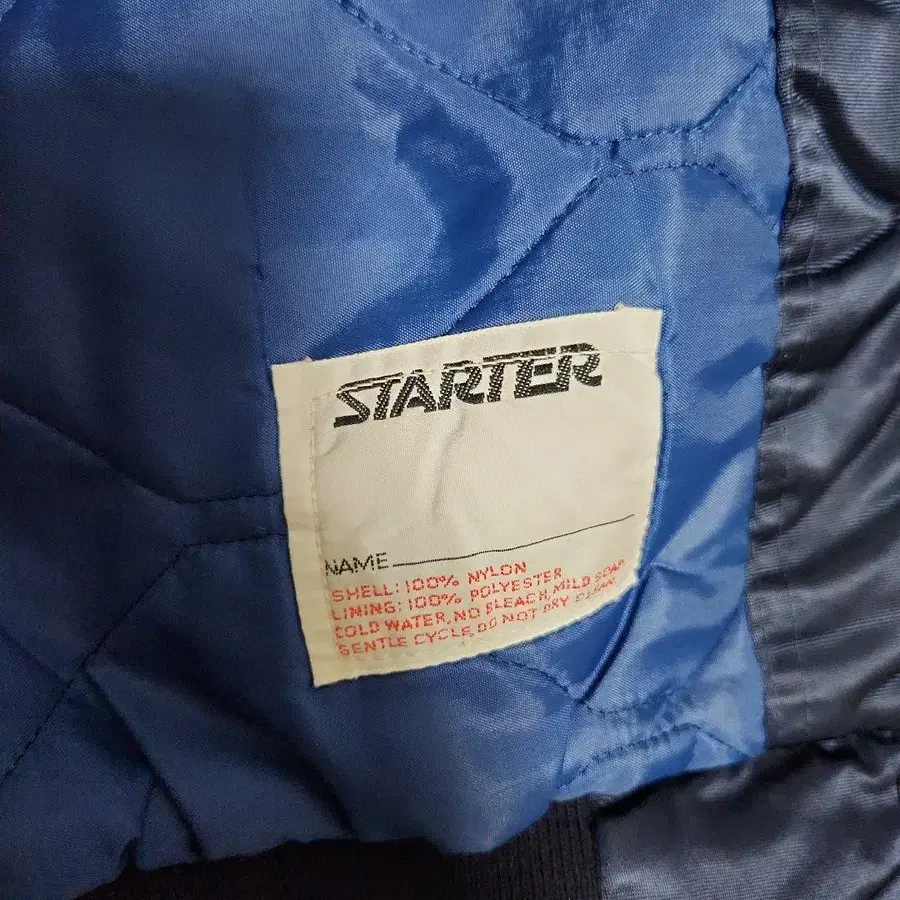 STARTER
NAME
SHELL: 100% NYLON
LINING: 100% POLYESTER
COLD WATER, NO BLEACH, MILD SOAP
GENTLE CYCLE, DO NOT DRY CLEAN